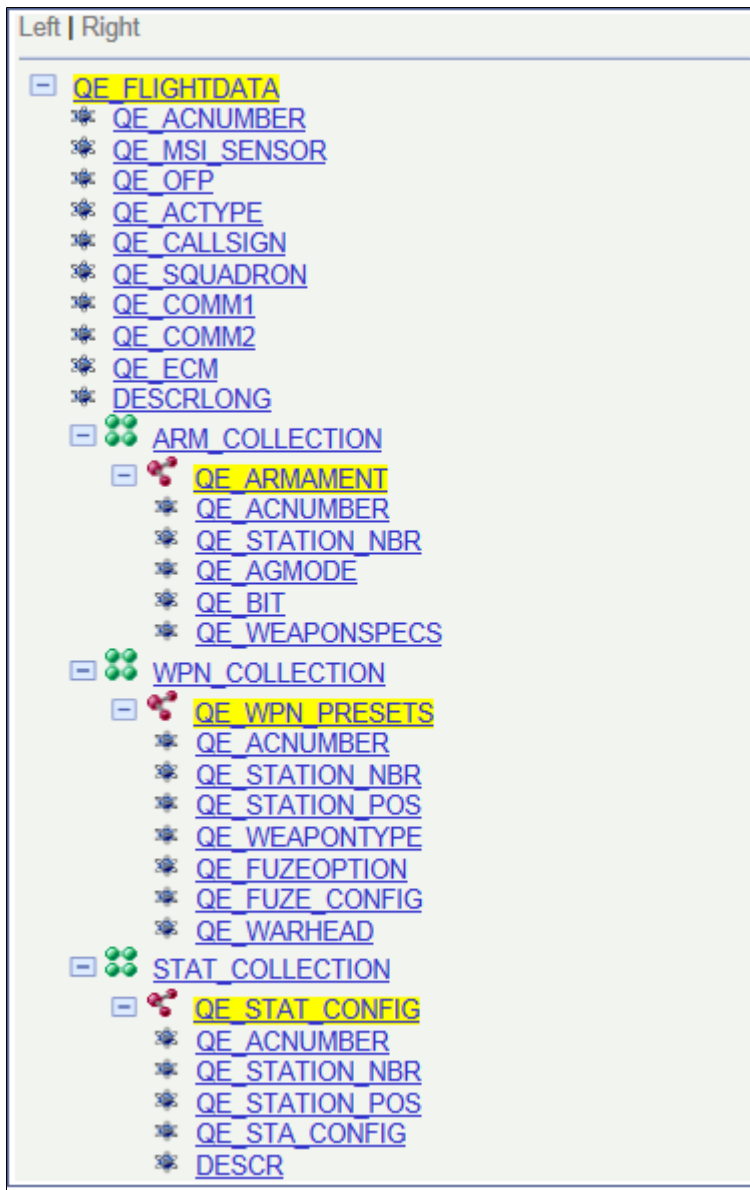 Left | Right
QE_FLIGHTDATA
QE_ACNUMBER
QE_MSI_SENSOR
QE_OFP
QE_ACTYPE
QE_CALLSIGN
QE_SQUADRON
QE_COMM1
QE_COMM2
QE_ECM
DESCRLONG
ARM_COLLECTION
QE_ARMAMENT
QE_ACNUMBER
QE_STATION_NBR
QE_AGMODE
QE_BIT
QE_WEAPONSPECS
WPN_COLLECTION
QE_WPN_PRESETS
QE_ACNUMBER
QE_STATION_NBR
QE_STATION_POS
QE_WEAPONTYPE
QE_FUZEOPTION
QE_FUZE_CONFIG
QE_WARHEAD
STAT_COLLECTION
QE_STAT_CONFIG
QE_ACNUMBER
QE_STATION_NBR
QE_STATION_POS
QE_STA_CONFIG
DESCR